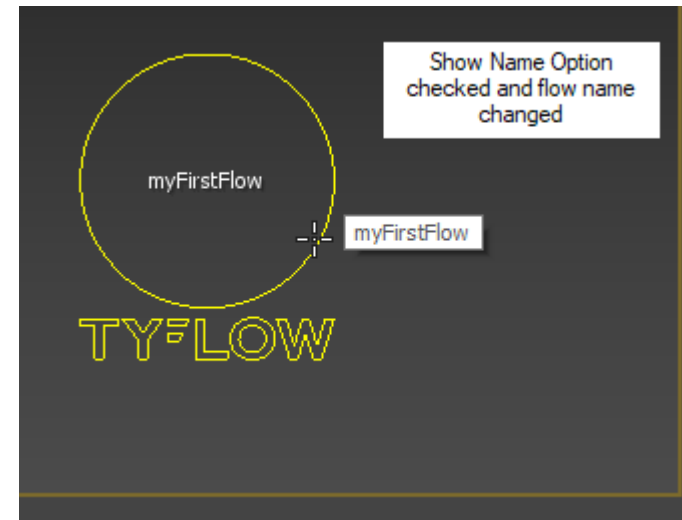 Show Name Option
checked and flow name
changed
myFirstFlow
myFirstFlow
TYFLOW